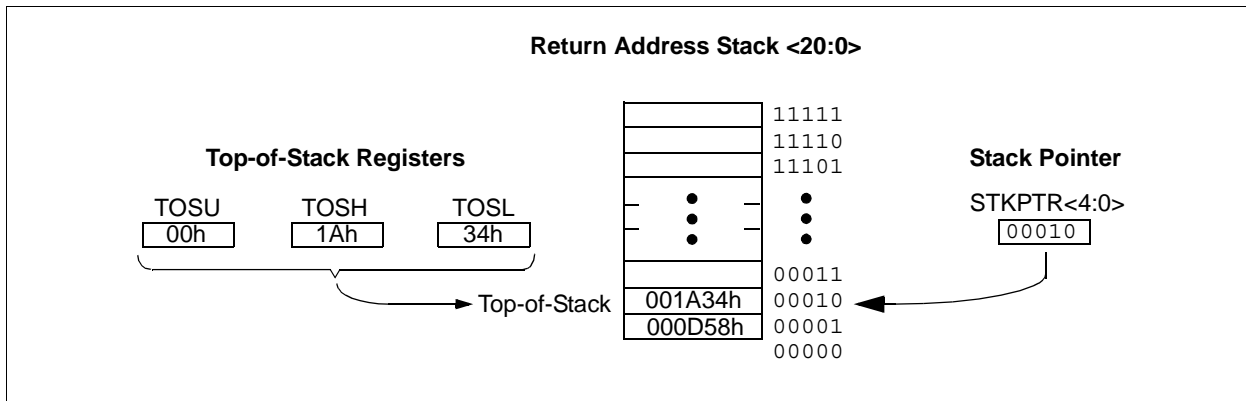 Return Address Stack <20:0>
Top-of-Stack Registers
TOSU TOSH TOSL
00h 1Ah 34h
11111
11110
11101
Stack Pointer
STKPTR<4:0>
00010
00011
Top-of-Stack 001A34h 00010
000D58h 00001
00000